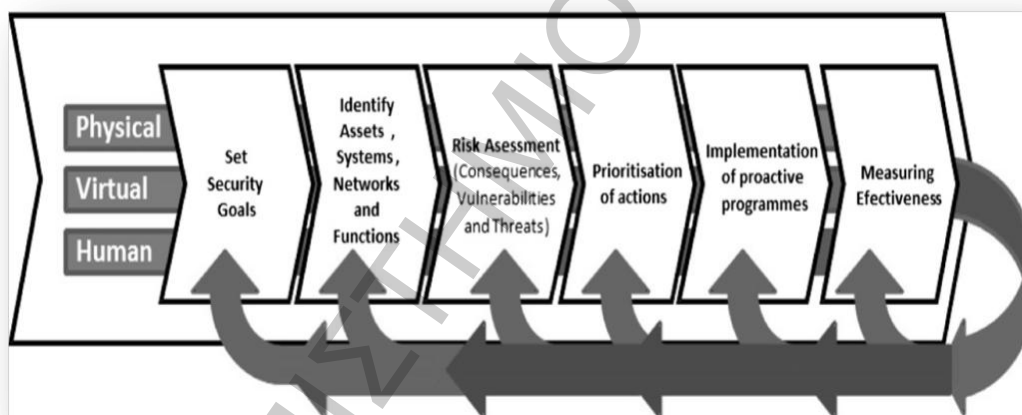 Physical
Virtual
Human
Set
Security
Goals
Identify
Assets ,
Systems,
Networks
and
Functions
Risk Asessment
(Consequences,
Vulnerabilities
and Threats)
Prioritisation
of actions
Implementation
of proactive
programmes
Measuring
Efectiveness
ΜΙΣΤΗΜΙΟ